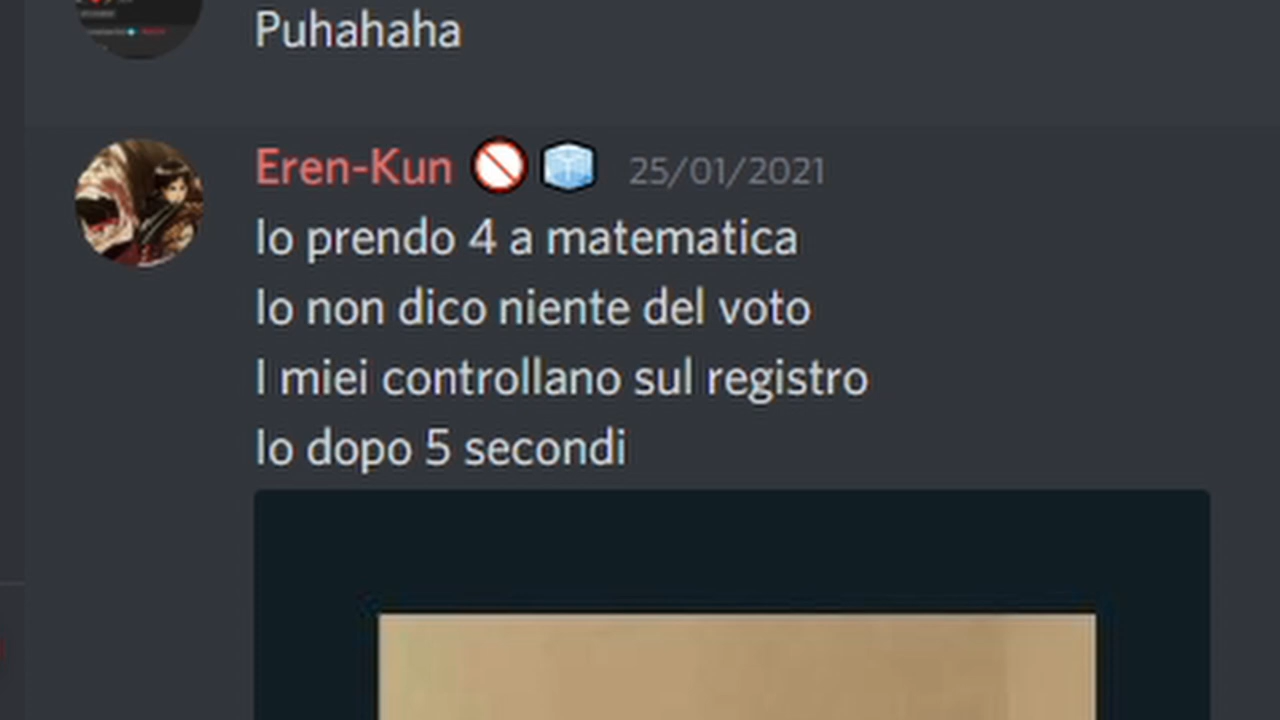 Puhahaha
Eren-Kun 25/01/2021
Io prendo 4 a matematica
Io non dico niente del voto
I miei controllano sul registro
Io dopo 5 secondi